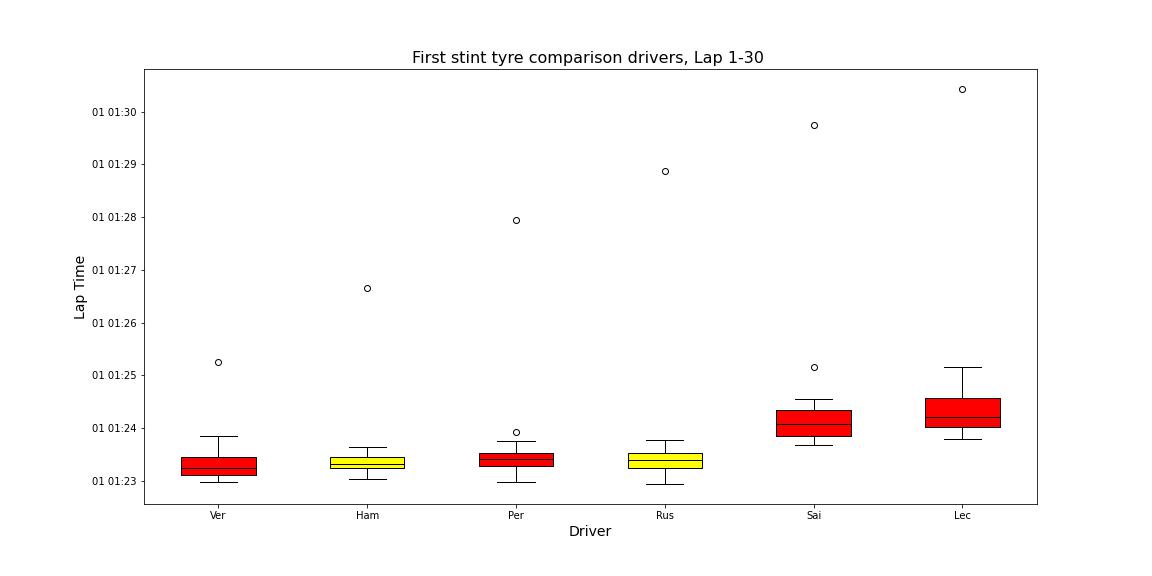 First stint tyre comparison drivers, Lap 1-30
01 01:30
01 01:29
01 01:28
01 01:27
01 01:26
01 01:25
01 01:24
01 01:23
Lap Time
Ver Ham Per Rus Sai Lec
Driver